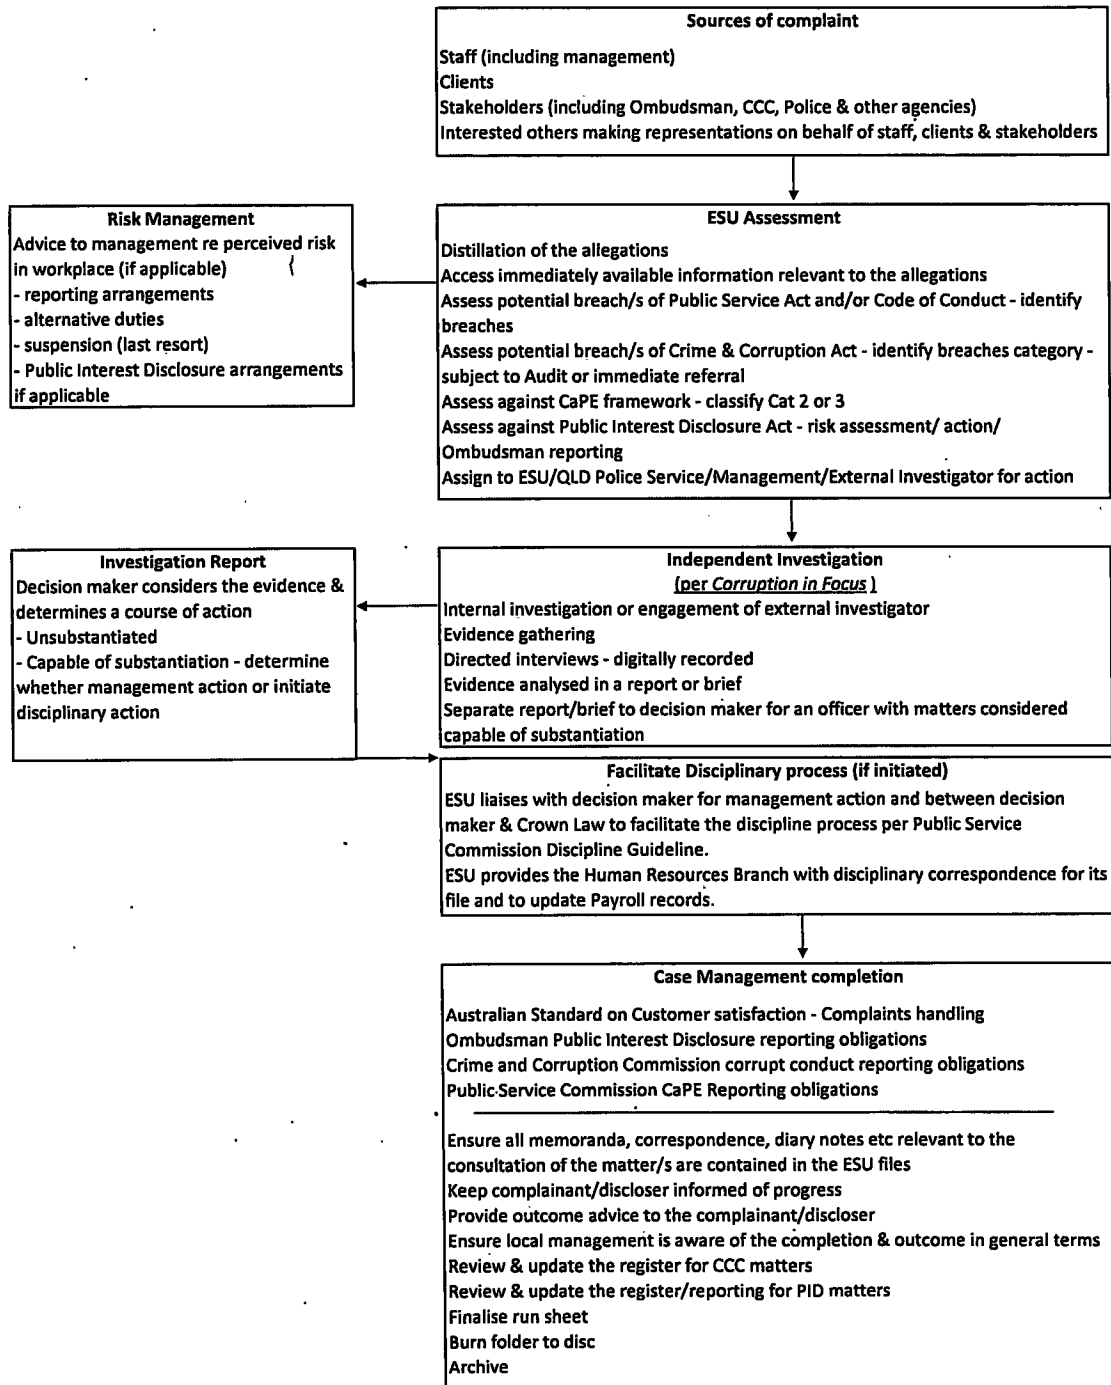 Sources of complaint
Staff (including management)
Clients
Stakeholders (including Ombudsman, CCC, Police & other agencies)
Interested others making representations on behalf of staff, clients & stakeholders
Risk Management
Advice to management re perceived risk
in workplace (if applicable)
- reporting arrangements
- alternative duties
- suspension (last resort)
- Public Interest Disclosure arrangements
if applicable
ESU Assessment
Distillation of the allegations
Access immediately available information relevant to the allegations
Assess potential breach/s of Public Service Act and/or Code of Conduct - identify
breaches
Assess potential breach/s of Crime & Corruption Act - identify breaches category -
subject to Audit or immediate referral
Assess against CaPE framework - classify Cat 2 or 3
Assess against Public Interest Disclosure Act - risk assessment/ action/
Ombudsman reporting
Assign to ESU/QLD Police Service/Management/External Investigator for action
Investigation Report
Decision maker considers the evidence &
determines a course of action
- Unsubstantiated
- Capable of substantiation - determine
whether management action or initiate
disciplinary action
Independent Investigation
(per Corruption in Focus )
Internal investigation or engagement of external investigator
Evidence gathering
Directed interviews - digitally recorded
Evidence analysed in a report or brief
Separate report/brief to decision maker for an officer with matters considered
capable of substantiation
Facilitate Disciplinary process (if initiated)
ESU liaises with decision maker for management action and between decision
maker & Crown Law to facilitate the discipline process per Public Service
Commission Discipline Guideline.
ESU provides the Human Resources Branch with disciplinary correspondence for its
file and to update Payroll records.
Case Management completion
Australian Standard on Customer satisfaction - Complaints handling
Ombudsman Public Interest Disclosure reporting obligations
Crime and Corruption Commission corrupt conduct reporting obligations
Public Service Commission CaPE Reporting obligations
Ensure all memoranda, correspondence, diary notes etc relevant to the
consultation of the matter/s are contained in the ESU files
Keep complainant/discloser informed of progress
Provide outcome advice to the complainant/discloser
Ensure local management is aware of the completion & outcome in general terms
Review & update the register for CCC matters
Review & update the register/reporting for PID matters
Finalise run sheet
Burn folder to disc
Archive